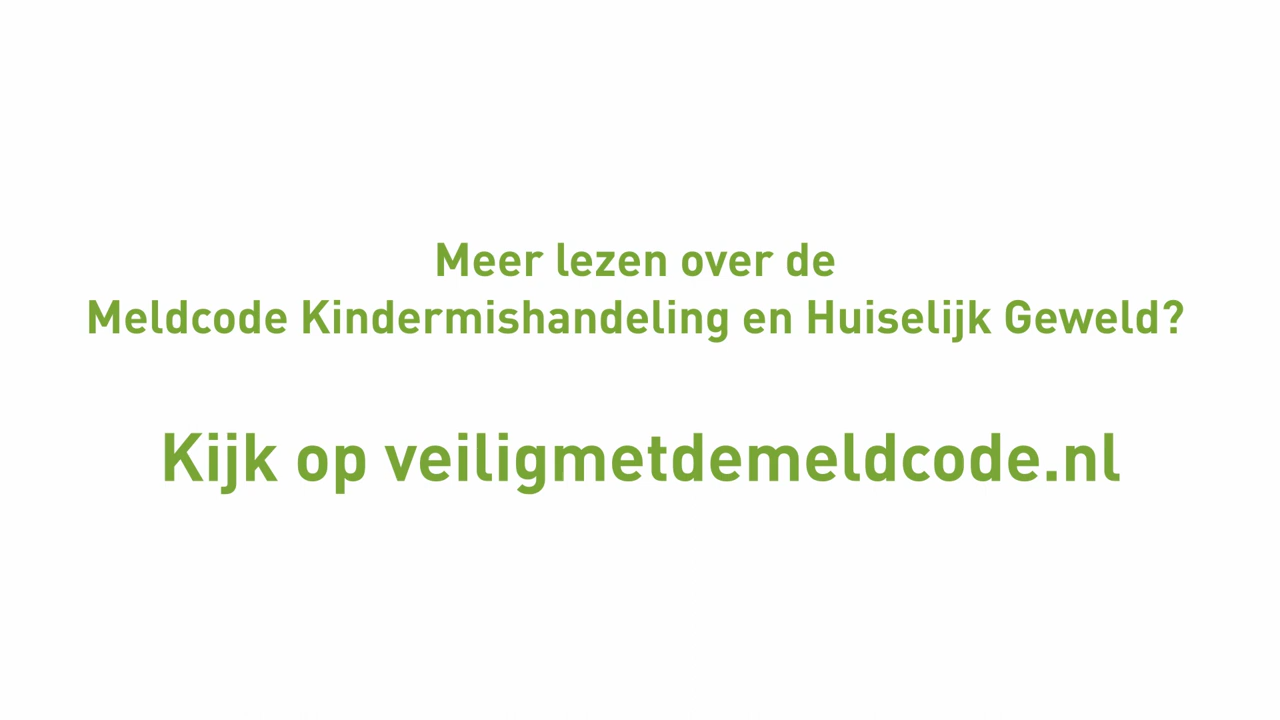 Meer lezen over de
Meldcode Kindermishandeling en Huiselijk Geweld?
Kijk op veiligmetdemeldcode.nl